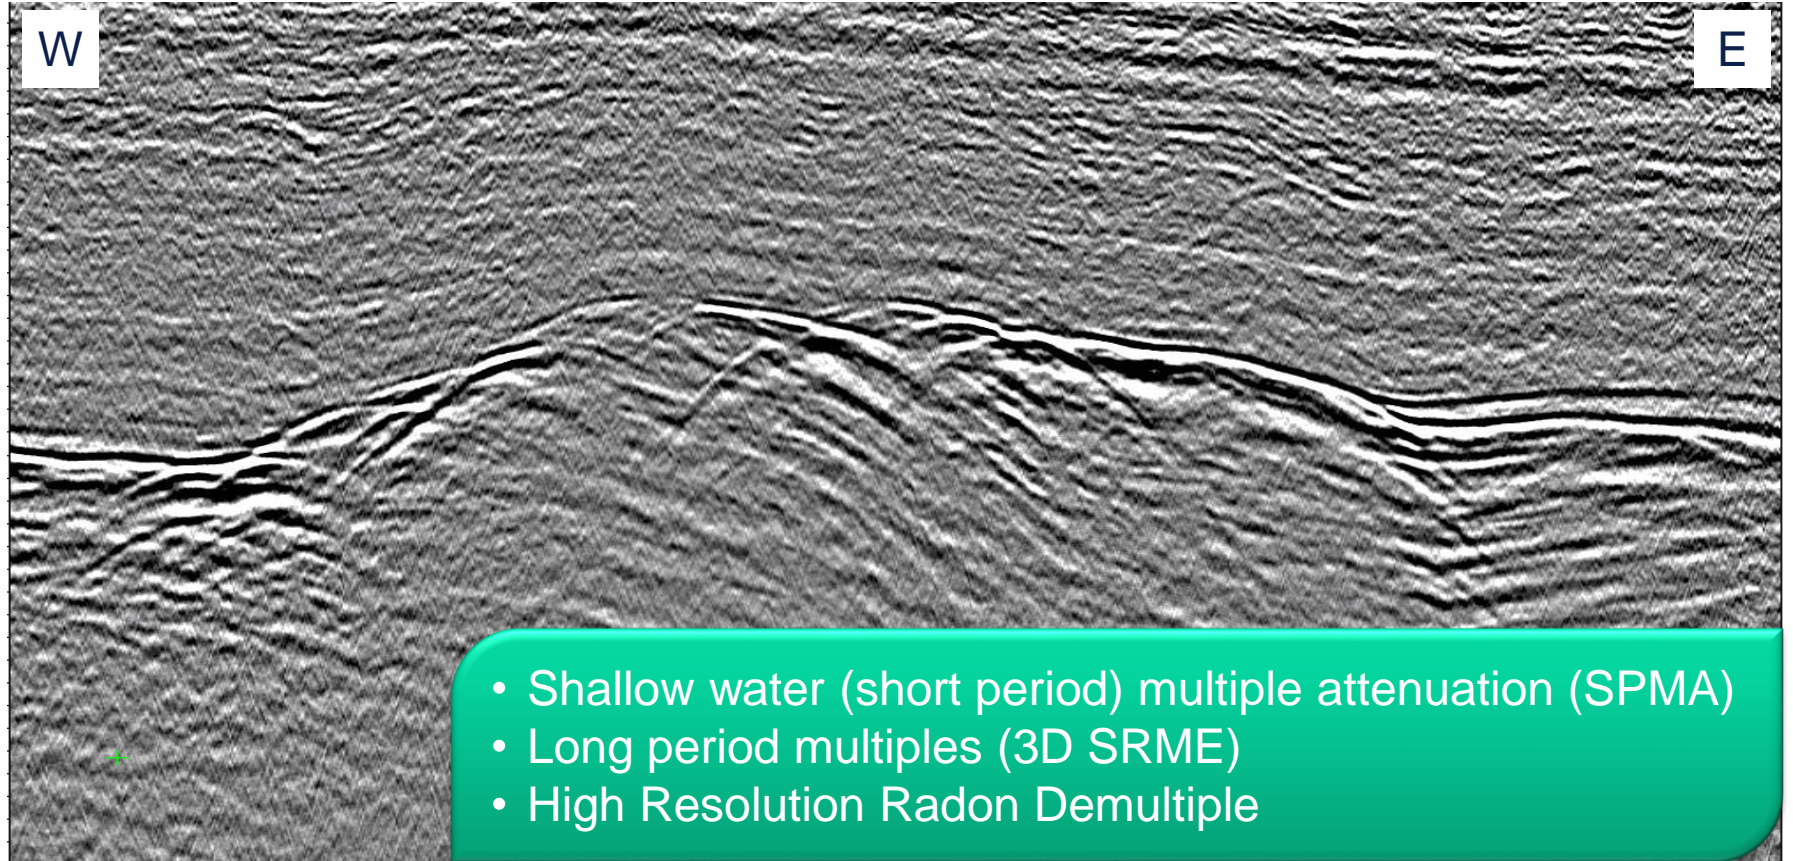 W
E
• Shallow water (short period) multiple attenuation (SPMA)
• Long period multiples (3D SRME)
• High Resolution Radon Demultiple